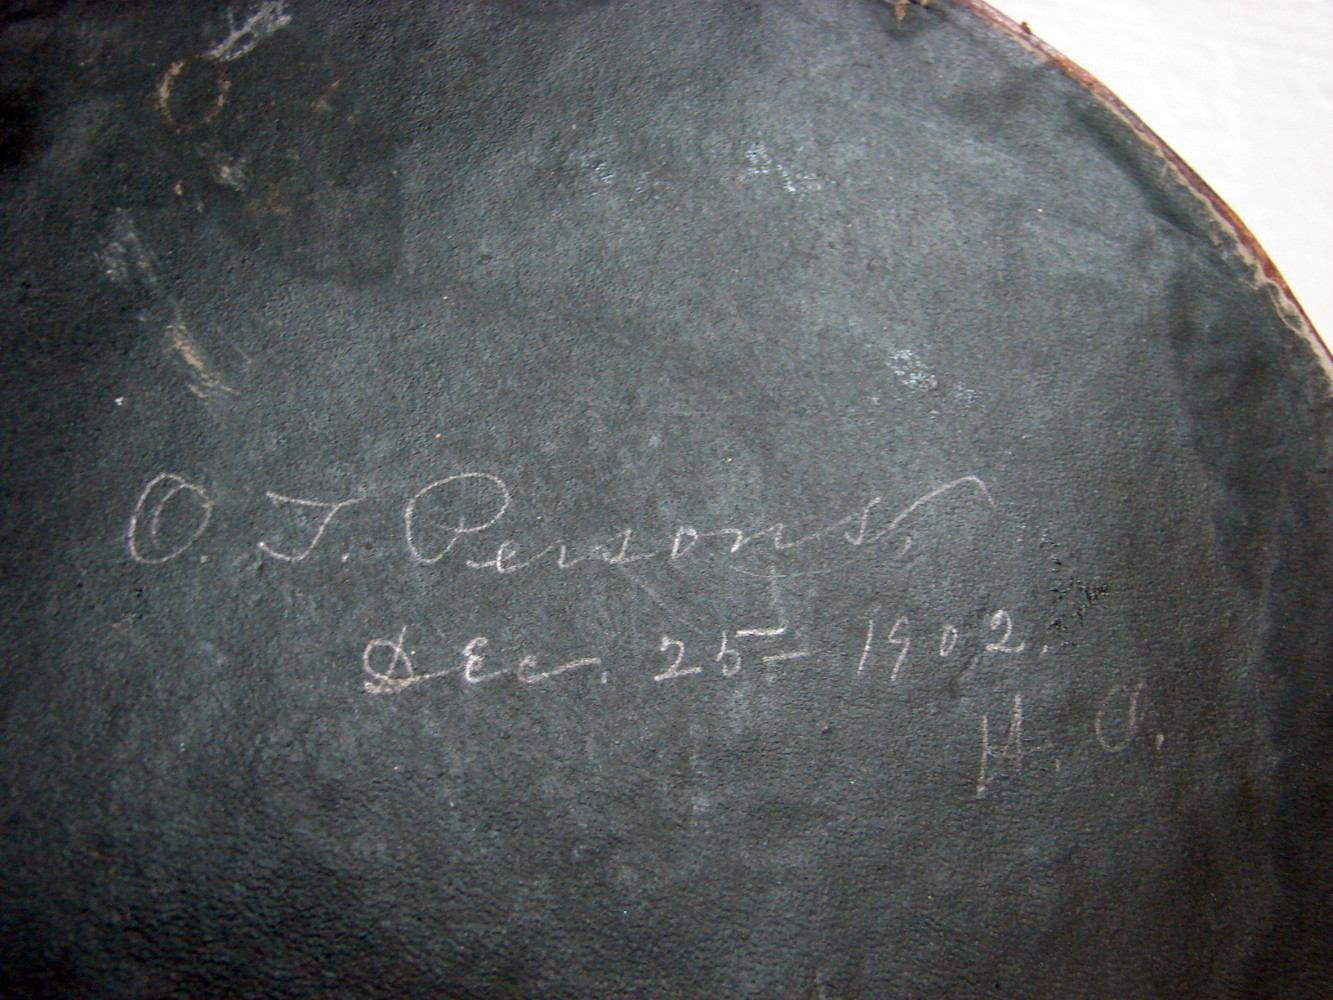 O. T. Persons,
Dec. 25- 1902.
H. O.